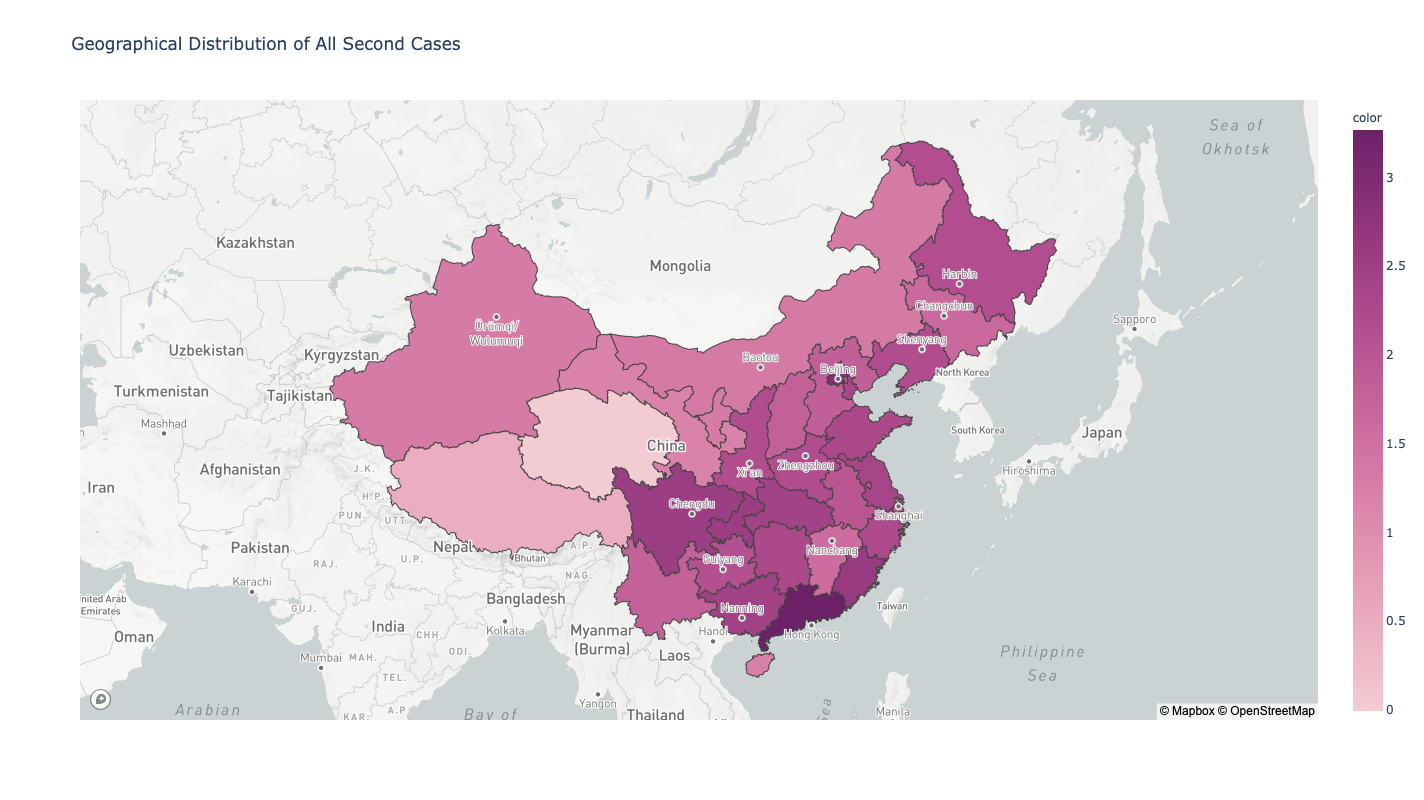 Geographical Distribution of All Second Cases
color
Sea of
Okhotsk
3
Kazakhstan
Mongolia
Harbin
2.5
Changchun
Sapporo
Ürümqi/
Wulumuqi
Shenyang
Uzbekistan
Kyrgyzstan
Baotou
2
Beijing
North Korea
Turkmenistan
Tajikistan
Mashhad
South Korea
Japan
China
1.5
Afghanistan
J.K.
Xi'an
Zhengzhou
Hiroshima
Iran
H.P.
Chengdu
PUN.
UTT.
Shanghai
1
Pakistan
Nepal
A.P.
Nanchang
U.P.
Bhutan
Guiyang
RAJ.
NAG.
Karachi
United Arab
Emirates
Bangladesh
GUJ.
Nanning
Taiwan
0.5
Oman
India
CHH.
Kolkata
Myanmar
(Burma)
Hanoi
Hong Kong
Mumbai
MAH.
ODI.
Laos
Philippine
Sea
TEL.
Yangon
Arabian
KAR.
A.P.
Bay of
Thailand
Sea
Manila
© Mapbox © OpenStreetMap
0